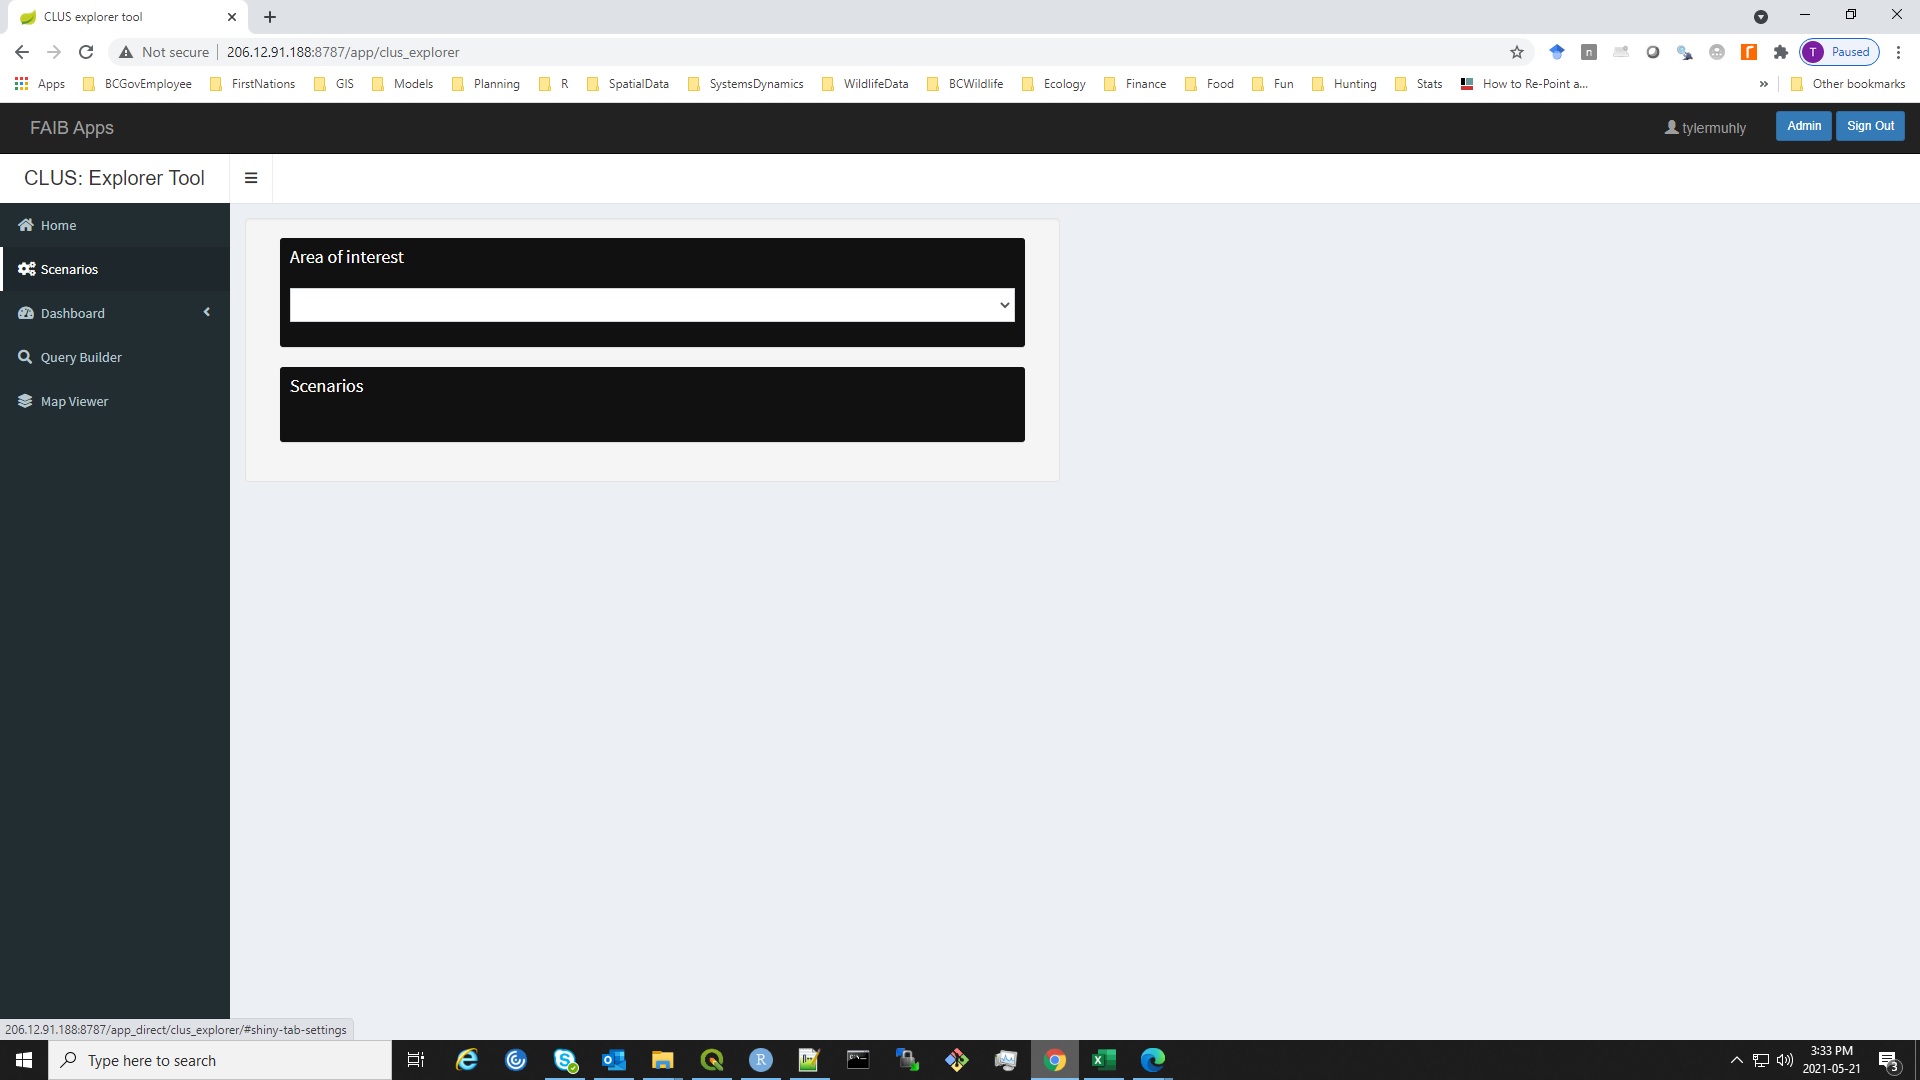 CLUS explorer tool
Not secure 206.12.91.188:8787/app/clus_explorer
n
T Paused
Apps BCGovEmployee FirstNations GIS Models Planning R SpatialData SystemsDynamics WildlifeData BCWildlife Ecology Finance Food Fun Hunting Stats How to Re-Point a... » Other bookmarks
FAIB Apps
tylermuhly Admin Sign Out
CLUS: Explorer Tool
Home
Scenarios
Dashboard
Query Builder
Map Viewer
Area of interest
Scenarios
206.12.91.188:8787/app_direct/clus_explorer/#shiny-tab-settings
Type here to search
3:33 PM
2021-05-21
3